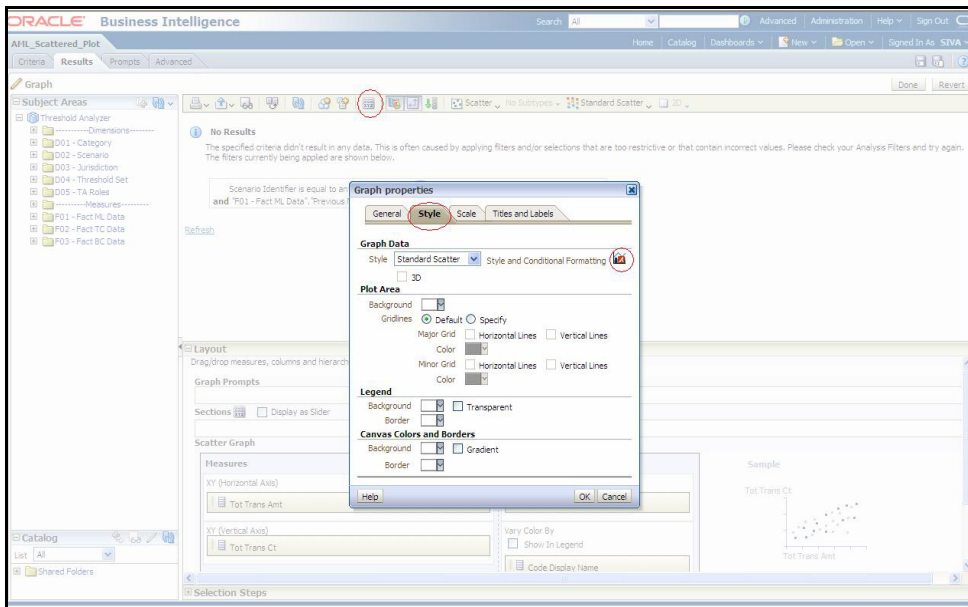 ORACLE Business Intelligence
Search All Advanced Administration Help Sign Out
AHL_Scattered_Plot
Home Catalog Dashboards New Open Signed In As SIVA
Criteria Results Prompts Advanced
Graph
Done Revert
Subject Areas
Scatter No Subtypes Standard Scatter 2D
Threshold Analyzer
-----------Dimensions--------
D01 - Category
D02 - Scenario
D03 - Jurisdiction
D04 - Threshold Set
D05 - TA Roles
---------Measures---------
F01 - Fact ML Data
F02 - Fact TC Data
F03 - Fact BC Data
No Results
The specified criteria didn't result in any data. This is often caused by applying filters and/or selections that are too restrictive or that contain incorrect values. Please check your Analysis Filters and try again.
The filters currently being applied are shown below.
Scenario Identifier is equal to
and "F01 - Fact ML Data"."Previous
Refresh
Graph properties
General Style Scale Titles and Labels
Graph Data
Style Standard Scatter Style and Conditional Formatting
3D
Plot Area
Background
Gridlines Default Specify
Major Grid Horizontal Lines Vertical Lines
Color
Minor Grid Horizontal Lines Vertical Lines
Color
Legend
Background Transparent
Border
Canvas Colors and Borders
Background Gradient
Border
Help OK Cancel
Layout
Drag/drop measures, columns and hierarch
Graph Prompts
Sections Display as Slider
Scatter Graph
Measures
XY (Horizontal Axis)
Tot Trans Amt
XY (Vertical Axis)
Tot Trans Ct
Vary Color By
Show In Legend
Code Display Name
Sample
Tot Trans Ct
Tot Trans Amt
Catalog
List All
Shared Folders
Selection Steps